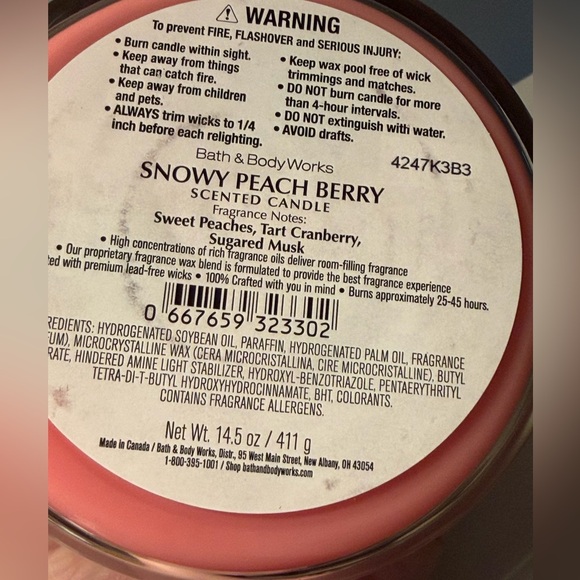 WARNING
To prevent FIRE, FLASHOVER and SERIOUS INJURY:
• Burn candle within sight.
• Keep away from things
that can catch fire.
• Keep away from children
and pets.
• ALWAYS trim wicks to 1/4
inch before each relighting.
• Keep wax pool free of wick
trimmings and matches.
• DO NOT burn candle for more
than 4-hour intervals.
• DO NOT extinguish with water.
• AVOID drafts.
Bath & Body Works
4247K3B3
SNOWY PEACH BERRY
SCENTED CANDLE
Fragrance Notes:
Sweet Peaches, Tart Cranberry,
Sugared Musk
• High concentrations of rich fragrance oils deliver room-filling fragrance
• Our proprietary fragrance wax blend is formulated to provide the best fragrance experience
with premium lead-free wicks • 100% Crafted with you in mind • Burns approximately 25-45 hours.
0 667659 323302
REDIENTS: HYDROGENATED SOYBEAN OIL, PARAFFIN, HYDROGENATED PALM OIL, FRAGRANCE
UM), MICROCRYSTALLINE WAX (CERA MICROCRISTALLINA, CIRE MICROCRISTALLINE), BUTYL
RATE, HINDERED AMINE LIGHT STABILIZER, HYDROXYL-BENZOTRIAZOLE, PENTAERYTHRITYL
TETRA-DI-T-BUTYL HYDROXYHYDROCINNAMATE, BHT, COLORANTS.
CONTAINS FRAGRANCE ALLERGENS.
Net Wt. 14.5 oz / 411 g
Made in Canada / Bath & Body Works, Distr., 95 West Main Street, New Albany, OH 43054
1-800-395-1001 / Shop bathandbodyworks.com